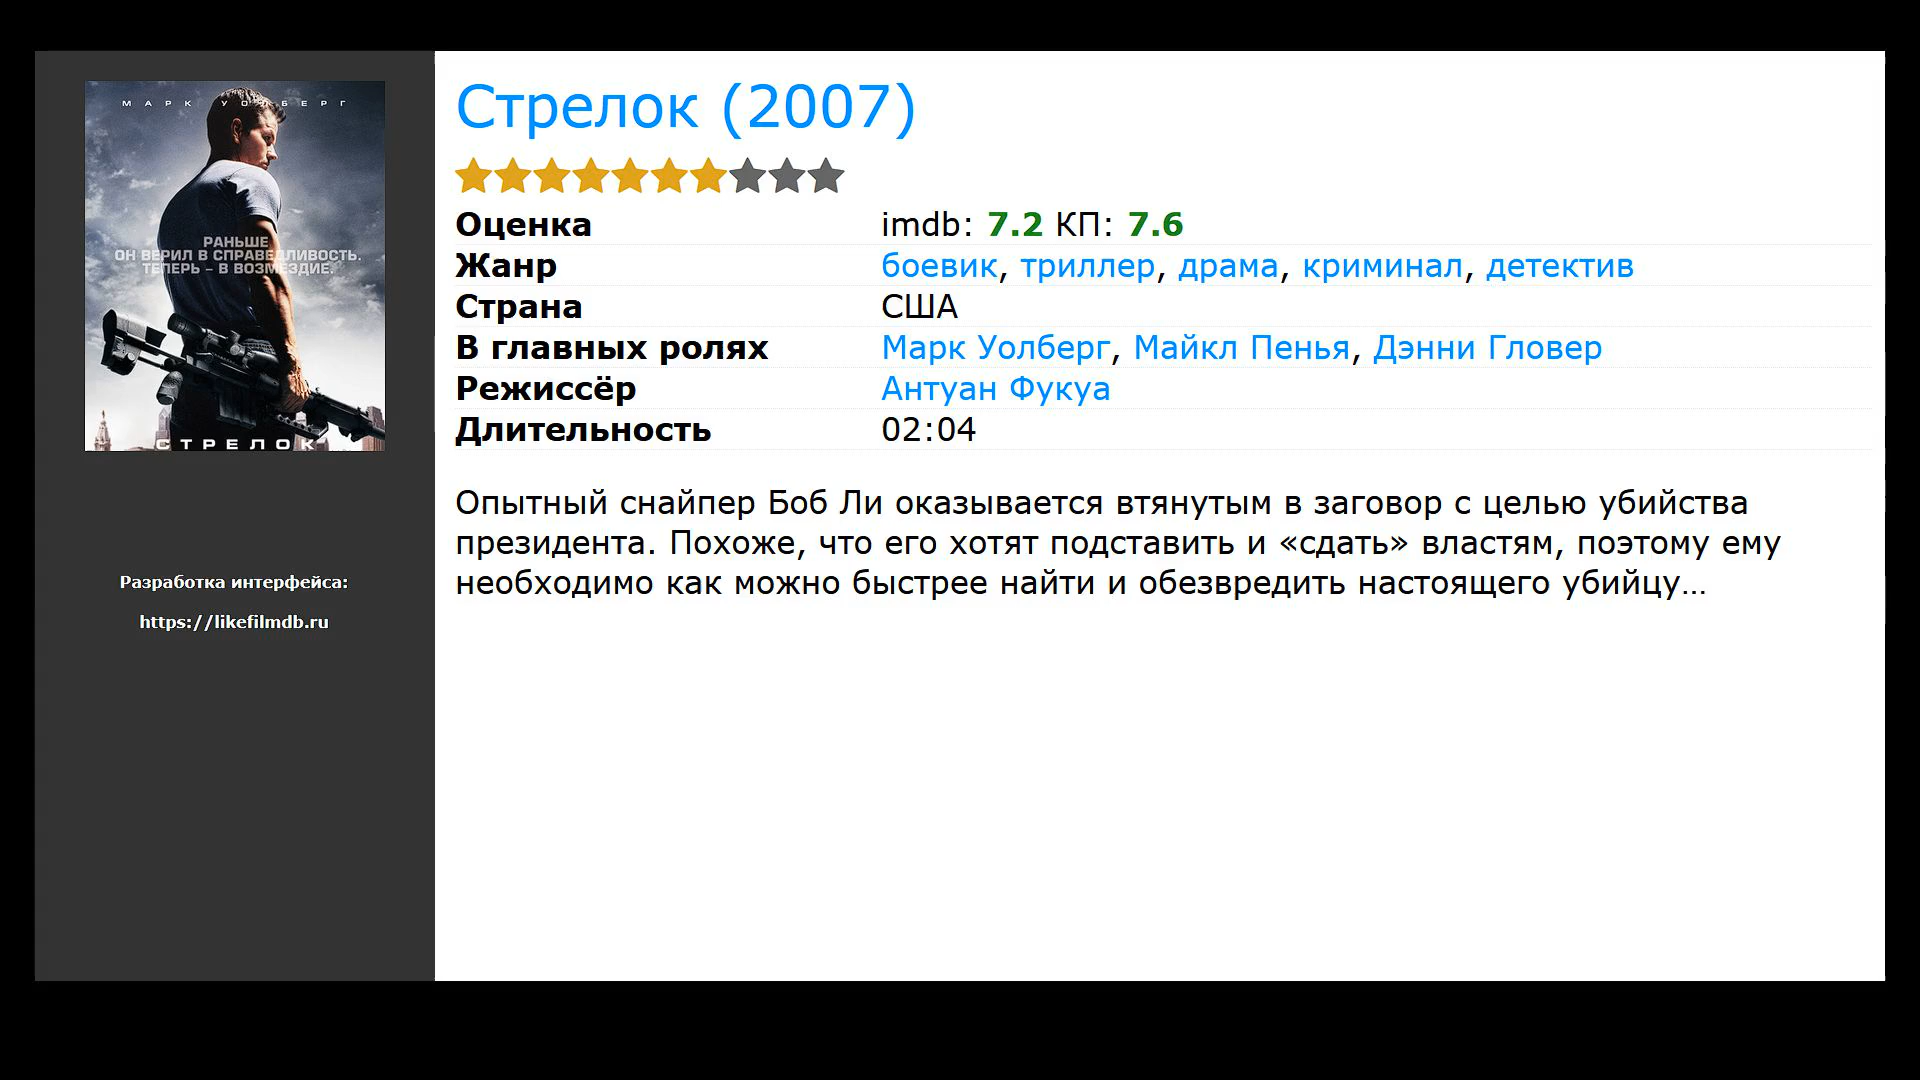 МАРК УОЛБЕРГ
РАНЬШЕ
ОН ВЕРИЛ В СПРАВЕДЛИВОСТЬ.
ТЕПЕРЬ – В ВОЗМЕЗДИЕ.
СТРЕЛОК
Разработка интерфейса:
https://likefilmdb.ru
Стрелок (2007)
Оценка imdb: 7.2 КП: 7.6
Жанр боевик, триллер, драма, криминал, детектив
Страна США
В главных ролях Марк Уолберг, Майкл Пенья, Дэнни Гловер
Режиссёр Антуан Фукуа
Длительность 02:04
Опытный снайпер Боб Ли оказывается втянутым в заговор с целью убийства
президента. Похоже, что его хотят подставить и «сдать» властям, поэтому ему
необходимо как можно быстрее найти и обезвредить настоящего убийцу…